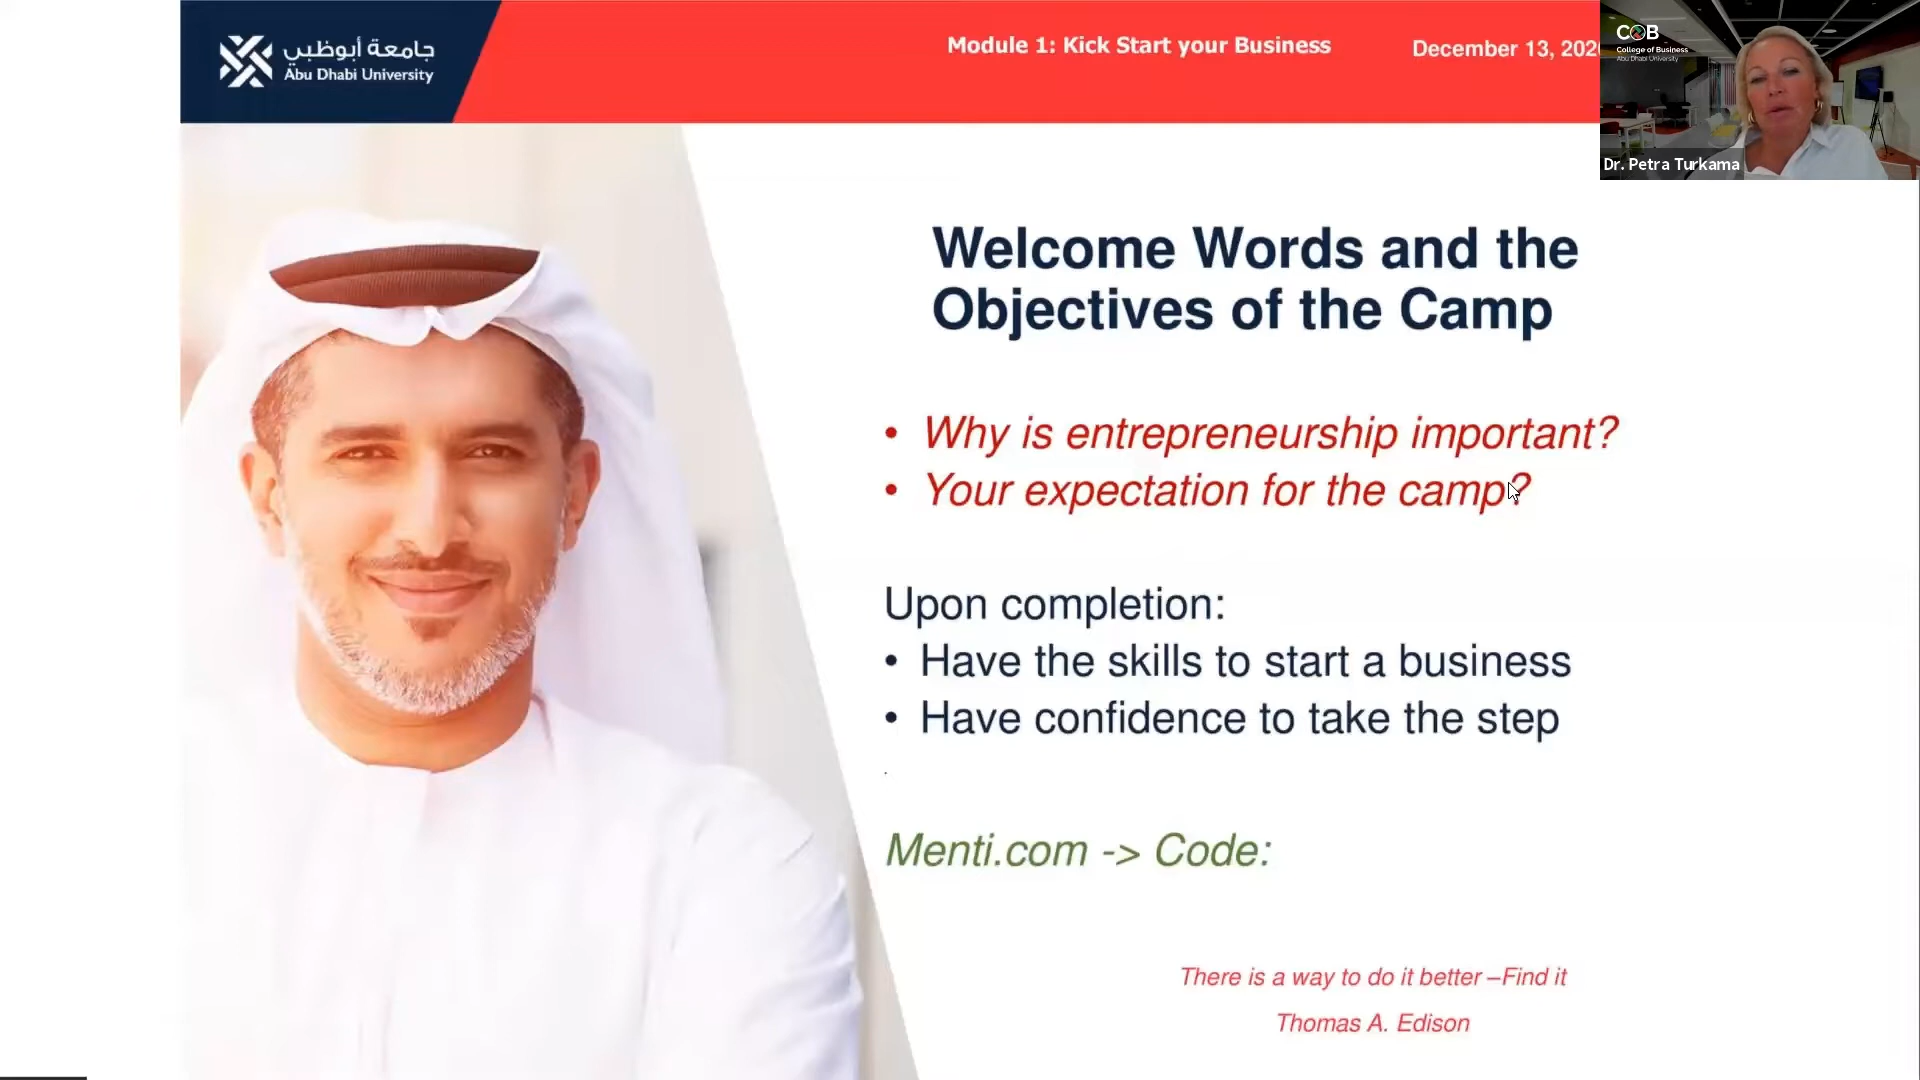 جامعة أبوظبي
Abu Dhabi University
Module 1: Kick Start your Business
December 13, 202
COB
College of Business
Abu Dhabi University
Dr. Petra Turkama
Welcome Words and the
Objectives of the Camp
• Why is entrepreneurship important?
• Your expectation for the camp?
Upon completion:
• Have the skills to start a business
• Have confidence to take the step
.
Menti.com -> Code:
There is a way to do it better –Find it
Thomas A. Edison